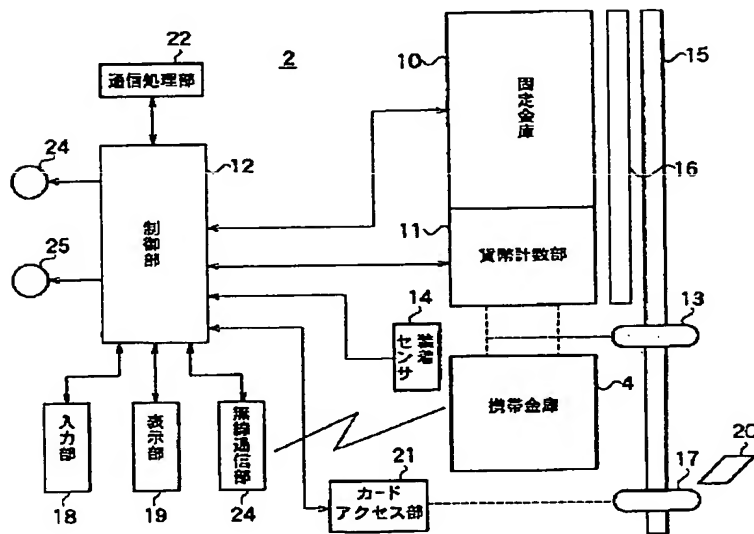 22
通信処理部
2
10
固定金庫
15
24
12
制御部
16
25
11
貨幣計数部
14
装着
センサ
13
4
携帯金庫
20
入力部
表示部
無線通信部
21
カード
アクセス部
17
18
19
24